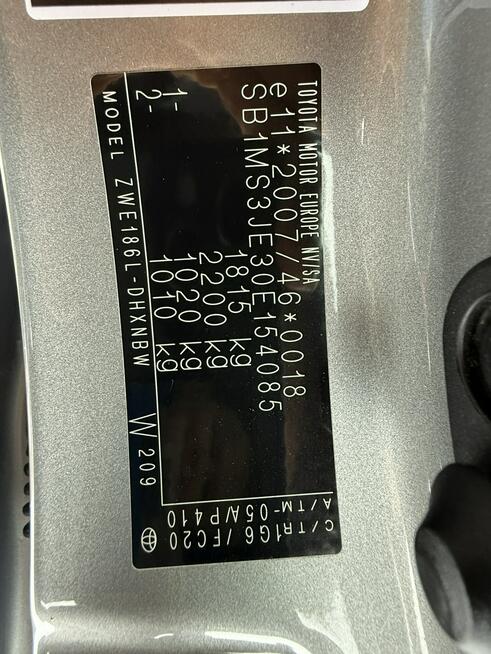 TOYOTA MOTOR EUROPE NV/SA
e11*2007/46*0018
SB1MS3JE30E154085
1815 kg
2200 kg
1- 1020 kg
2- 1010 kg
MODEL ZWE186L-DHXNBW W 209
C/TR1G6/FC20
A/TM-05A/P410